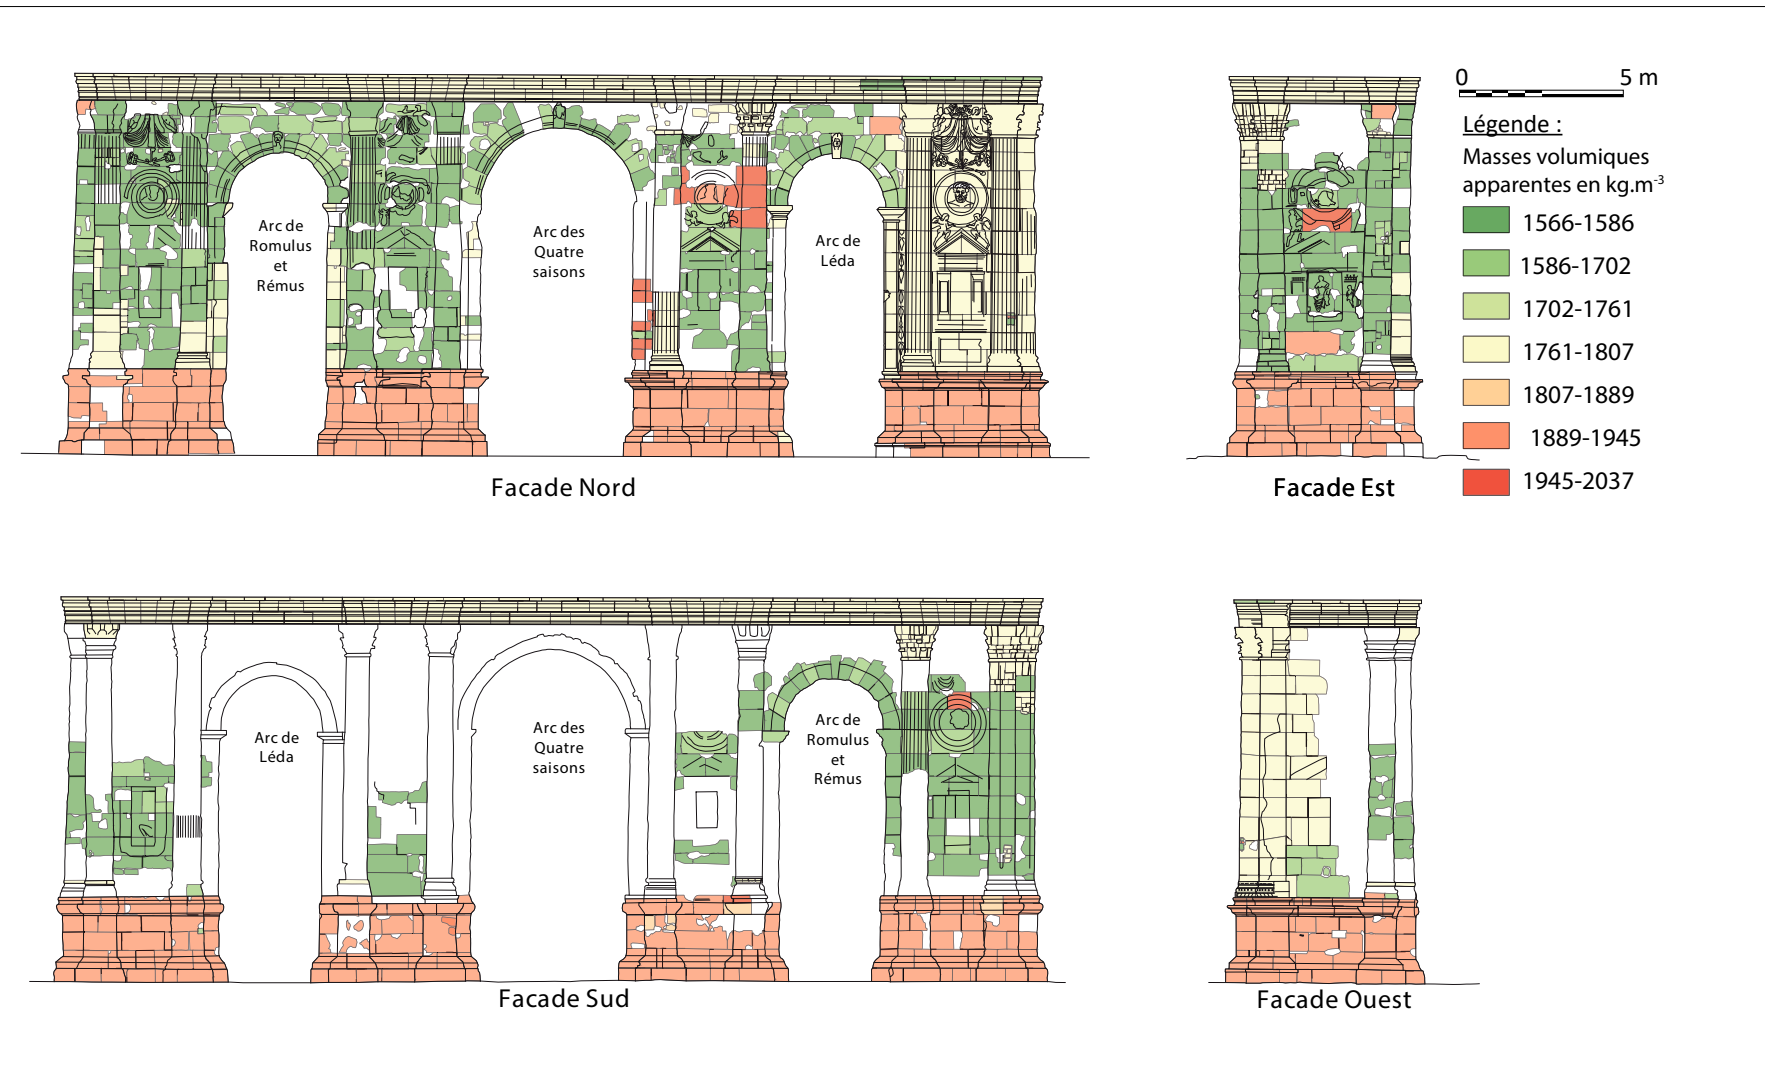 0 5 m
Légende :
Masses volumiques
apparentes en kg.m-3
1566-1586
1586-1702
1702-1761
1761-1807
1807-1889
1889-1945
1945-2037
Arc de
Romulus
et
Rémus
Arc des
Quatre
saisons
Arc de
Léda
Facade Nord
Facade Est
Arc de
Léda
Arc des
Quatre
saisons
Arc de
Romulus
et
Rémus
Facade Sud
Facade Ouest